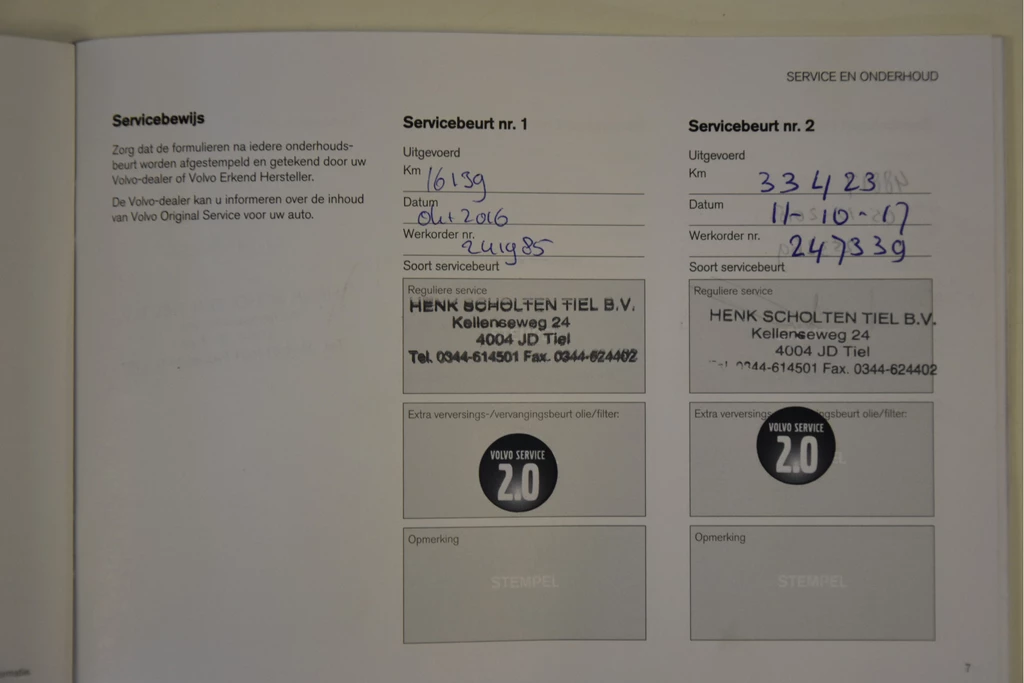 SERVICE EN ONDERHOUD
Servicebewijs
Zorg dat de formulieren na iedere onderhouds-
beurt worden afgestempeld en getekend door uw
Volvo-dealer of Volvo Erkend Hersteller.
De Volvo-dealer kan u informeren over de inhoud
van Volvo Original Service voor uw auto.
Servicebeurt nr. 1
Uitgevoerd
Km 16139
Datum okt 2016
Werkorder nr. 241985
Soort servicebeurt
Reguliere service
HENK SCHOLTEN TIEL B.V.
Kellenseweg 24
4004 JD Tiel
Tel. 0344-614501 Fax. 0344-624402
Extra verversings-/vervangingsbeurt olie/filter:
VOLVO SERVICE
2.0
Opmerking
STEMPEL
Servicebeurt nr. 2
Uitgevoerd
Km 33423
Datum 11-10-17
Werkorder nr. 247339
Soort servicebeurt
Reguliere service
HENK SCHOLTEN TIEL B.V.
Kellenseweg 24
4004 JD Tiel
0344-614501 Fax. 0344-624402
Extra verversings ngsbeurt olie/filter:
VOLVO SERVICE
2.0
Opmerking
STEMPEL
7